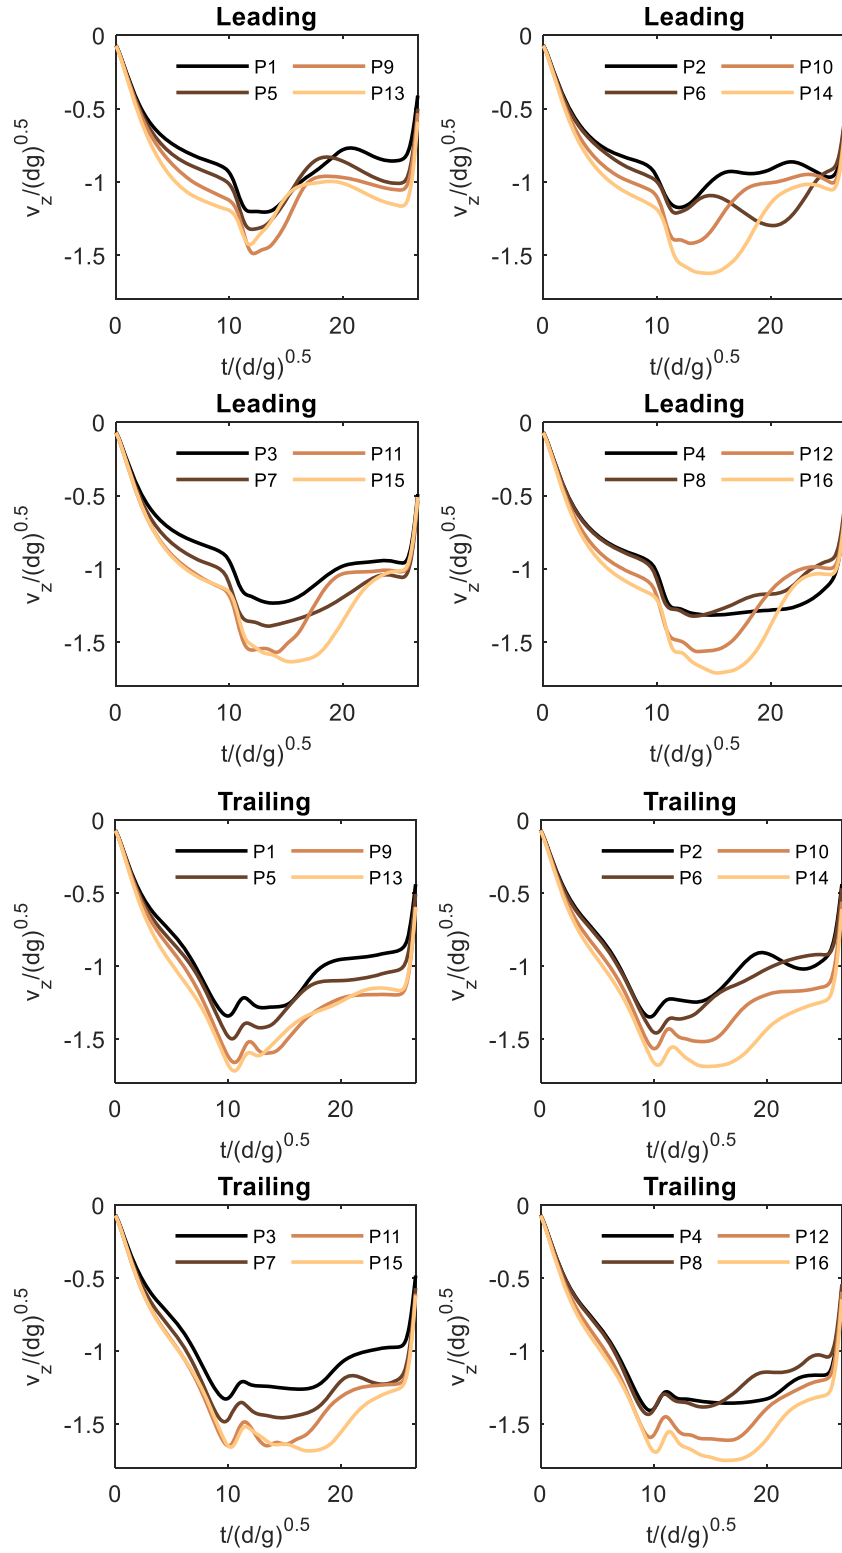 Leading Leading
0 0
P1 P9 P2 P10
P5 P13 P6 P14
-0.5 -0.5
v_z/(dg)^0.5 v_z/(dg)^0.5
-1 -1
-1.5 -1.5
0 10 20 0 10 20
t/(d/g)^0.5 t/(d/g)^0.5
Leading Leading
0 0
P3 P11 P4 P12
P7 P15 P8 P16
-0.5 -0.5
v_z/(dg)^0.5 v_z/(dg)^0.5
-1 -1
-1.5 -1.5
0 10 20 0 10 20
t/(d/g)^0.5 t/(d/g)^0.5
Trailing Trailing
0 0
P1 P9 P2 P10
P5 P13 P6 P14
-0.5 -0.5
v_z/(dg)^0.5 v_z/(dg)^0.5
-1 -1
-1.5 -1.5
0 10 20 0 10 20
t/(d/g)^0.5 t/(d/g)^0.5
Trailing Trailing
0 0
P3 P11 P4 P12
P7 P15 P8 P16
-0.5 -0.5
v_z/(dg)^0.5 v_z/(dg)^0.5
-1 -1
-1.5 -1.5
0 10 20 0 10 20
t/(d/g)^0.5 t/(d/g)^0.5